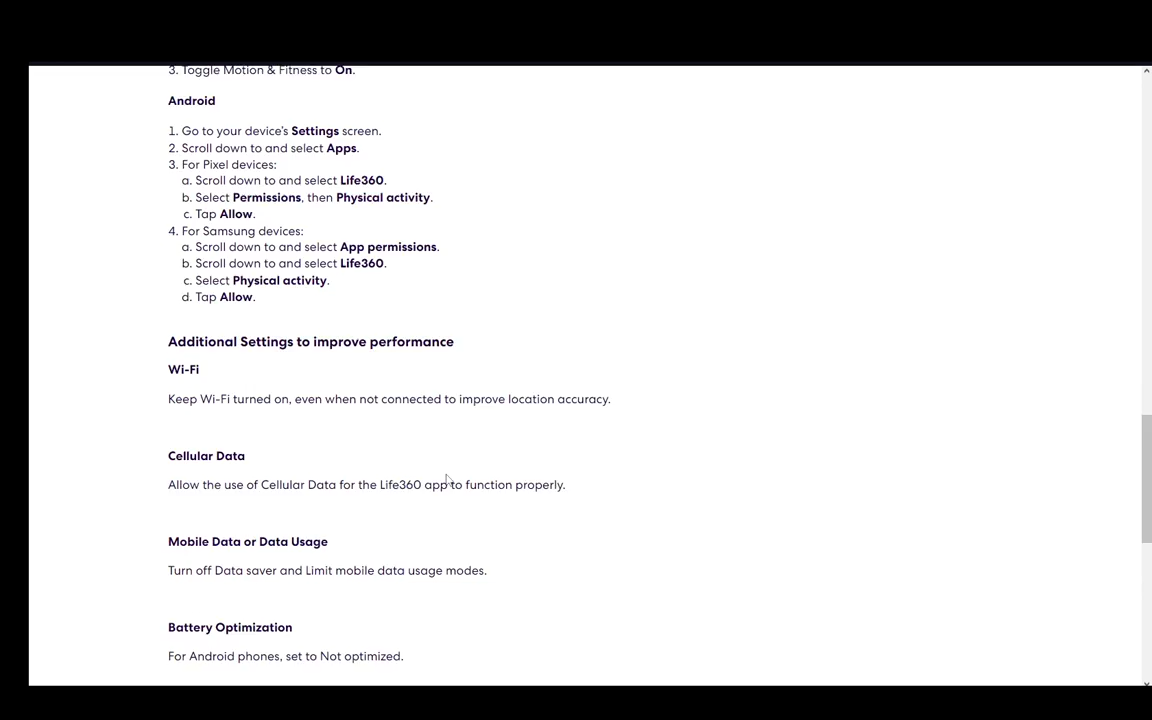 3. Toggle Motion & Fitness to On.
Android
1. Go to your device's Settings screen.
2. Scroll down to and select Apps.
3. For Pixel devices:
a. Scroll down to and select Life360.
b. Select Permissions, then Physical activity.
c. Tap Allow.
4. For Samsung devices:
a. Scroll down to and select App permissions.
b. Scroll down to and select Life360.
c. Select Physical activity.
d. Tap Allow.
Additional Settings to improve performance
Wi-Fi
Keep Wi-Fi turned on, even when not connected to improve location accuracy.
Cellular Data
Allow the use of Cellular Data for the Life360 app to function properly.
Mobile Data or Data Usage
Turn off Data saver and Limit mobile data usage modes.
Battery Optimization
For Android phones, set to Not optimized.